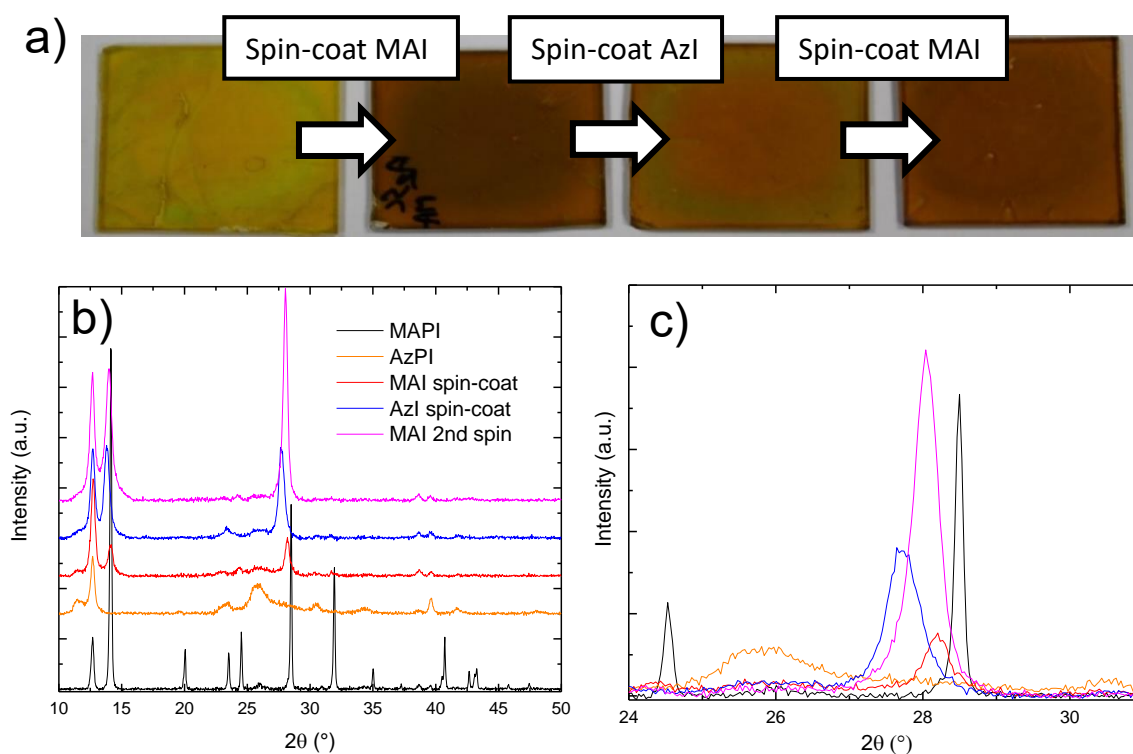 a)
Spin-coat MAI
Spin-coat AzI
Spin-coat MAI
b)
MAPI
AzPI
MAI spin-coat
AzI spin-coat
MAI 2nd spin
Intensity (a.u.)
10 15 20 25 30 35 40 45 50
2θ (°)
c)
Intensity (a.u.)
24 26 28 30
2θ (°)